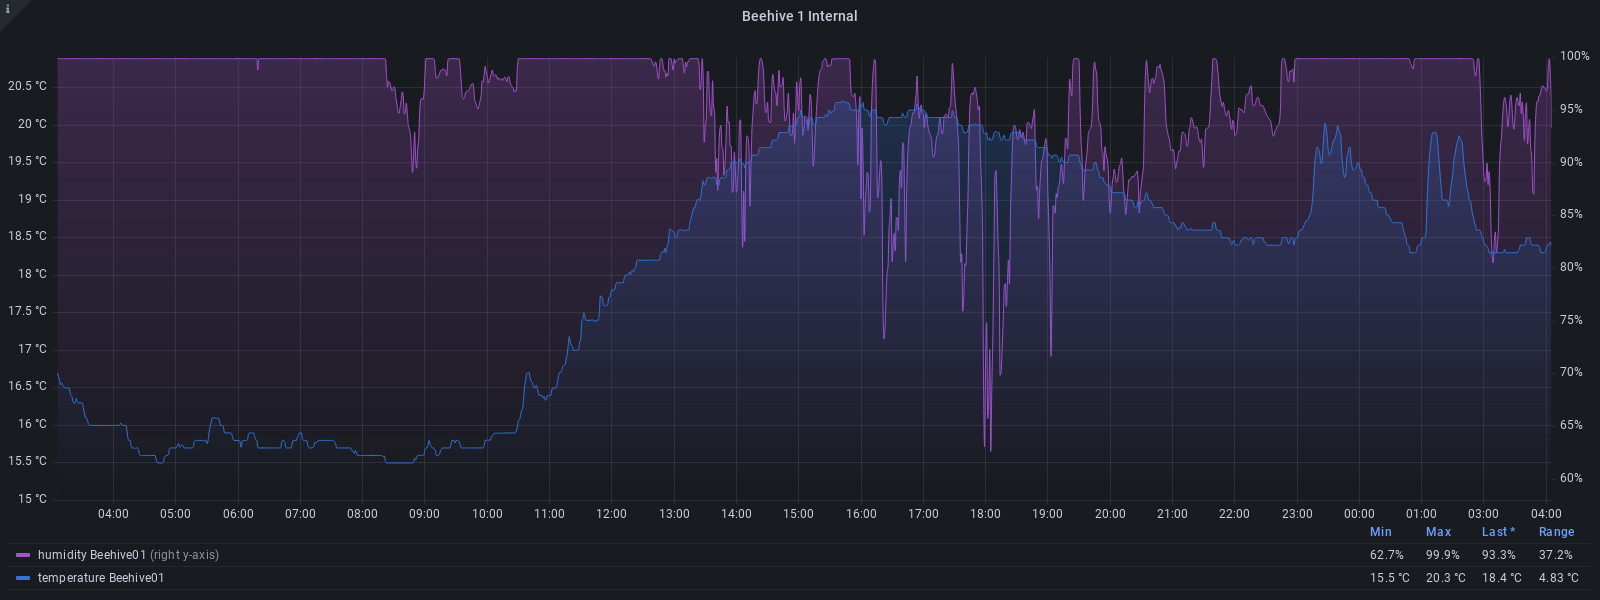 i
Beehive 1 Internal
100%
20.5 °C
95%
20 °C
19.5 °C
90%
19 °C
85%
18.5 °C
18 °C
80%
17.5 °C
75%
17 °C
16.5 °C
70%
16 °C
65%
15.5 °C
60%
15 °C
04:00 05:00 06:00 07:00 08:00 09:00 10:00 11:00 12:00 13:00 14:00 15:00 16:00 17:00 18:00 19:00 20:00 21:00 22:00 23:00 00:00 01:00 02:00 03:00 04:00
Min Max Last * Range
humidity Beehive01 (right y-axis) 62.7% 99.9% 93.3% 37.2%
temperature Beehive01 15.5 °C 20.3 °C 18.4 °C 4.83 °C